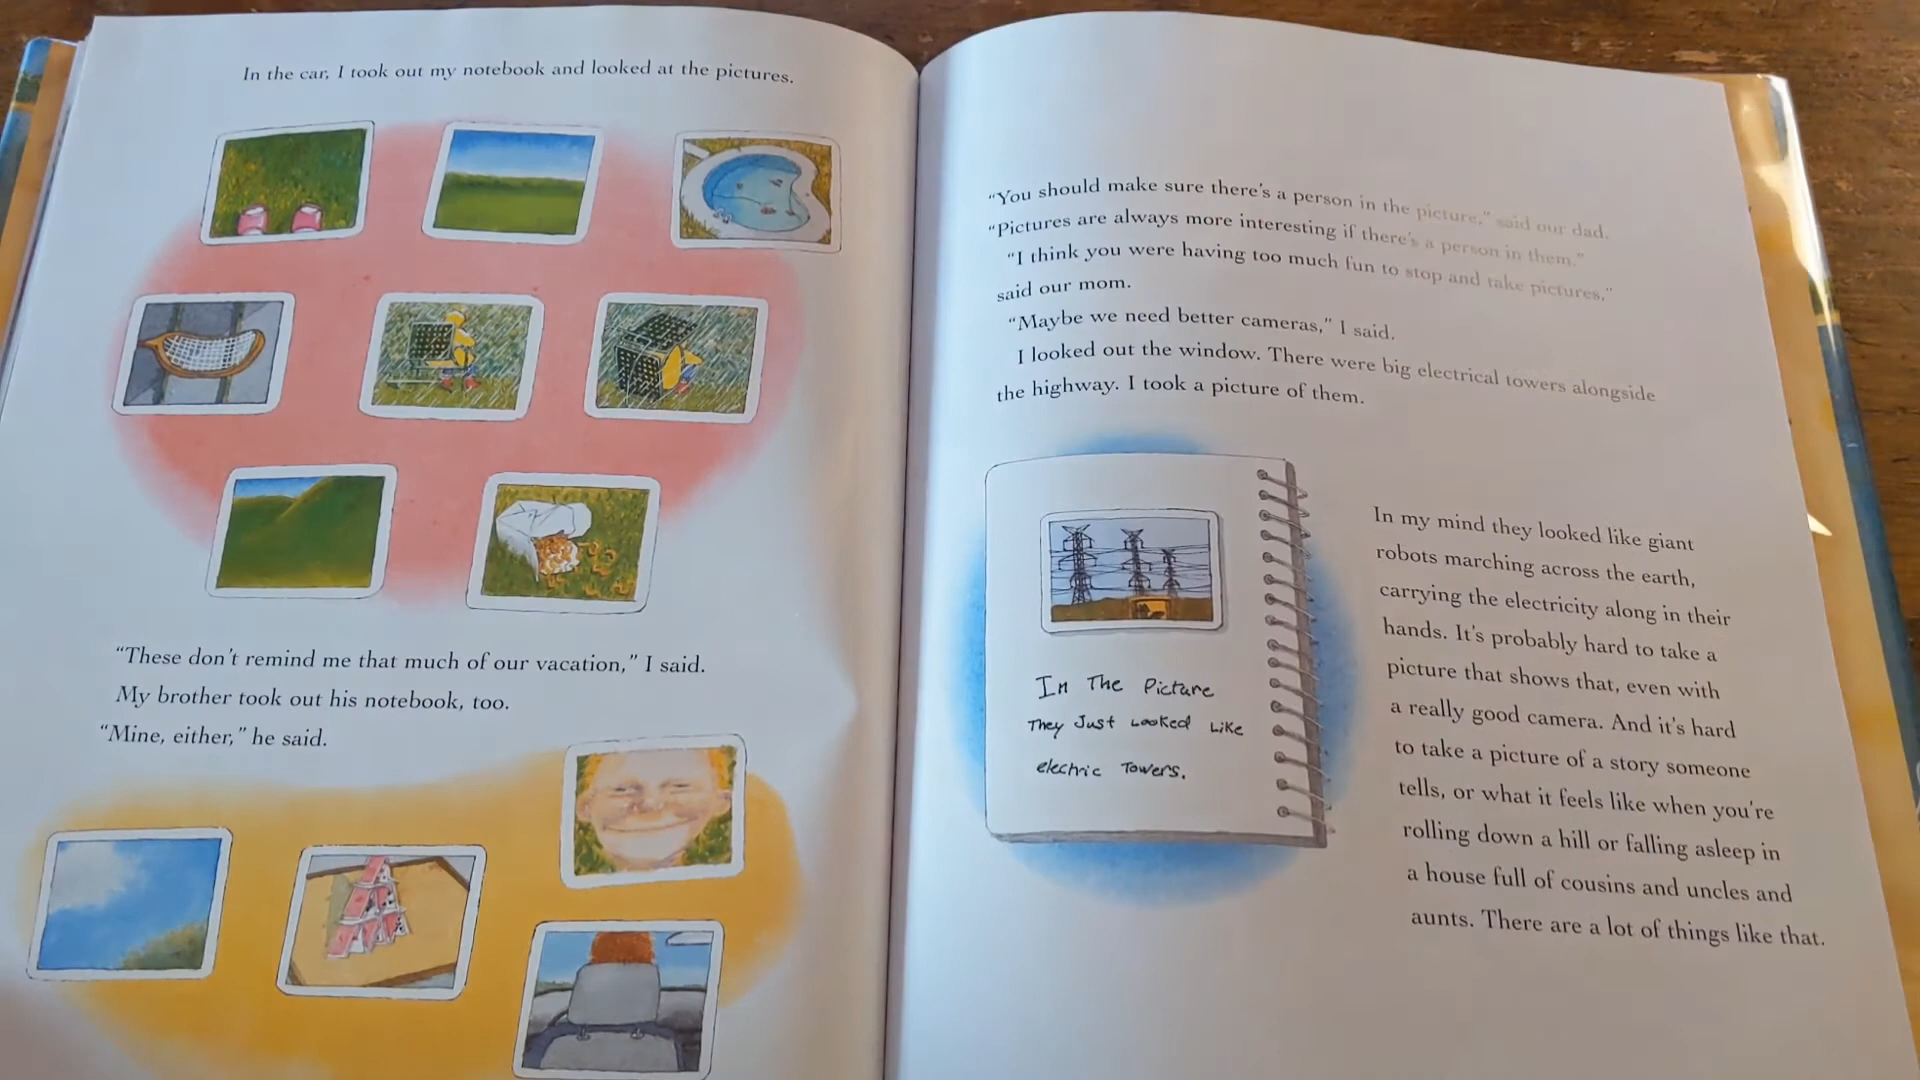 In the car, I took out my notebook and looked at the pictures.
“These don't remind me that much of our vacation,” I said.
My brother took out his notebook, too.
“Mine, either,” he said.
“You should make sure there's a person in the picture,” said our dad.
“Pictures are always more interesting if there's a person in them.”
“I think you were having too much fun to stop and take pictures,”
said our mom.
“Maybe we need better cameras,” I said.
I looked out the window. There were big electrical towers alongside
the highway. I took a picture of them.
In The Picture
They Just Looked Like
electric Towers.
In my mind they looked like giant
robots marching across the earth,
carrying the electricity along in their
hands. It's probably hard to take a
picture that shows that, even with
a really good camera. And it's hard
to take a picture of a story someone
tells, or what it feels like when you're
rolling down a hill or falling asleep in
a house full of cousins and uncles and
aunts. There are a lot of things like that.